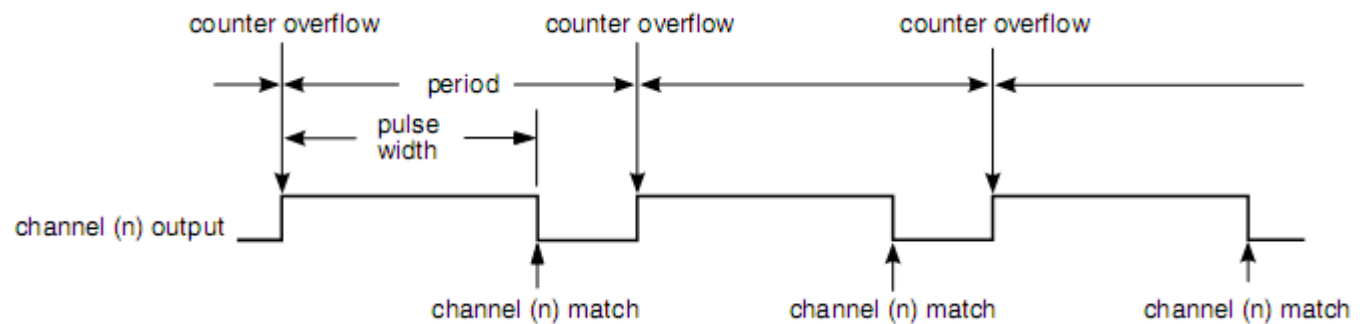 counter overflow counter overflow counter overflow
period
pulse
width
channel (n) output
channel (n) match channel (n) match channel (n) match